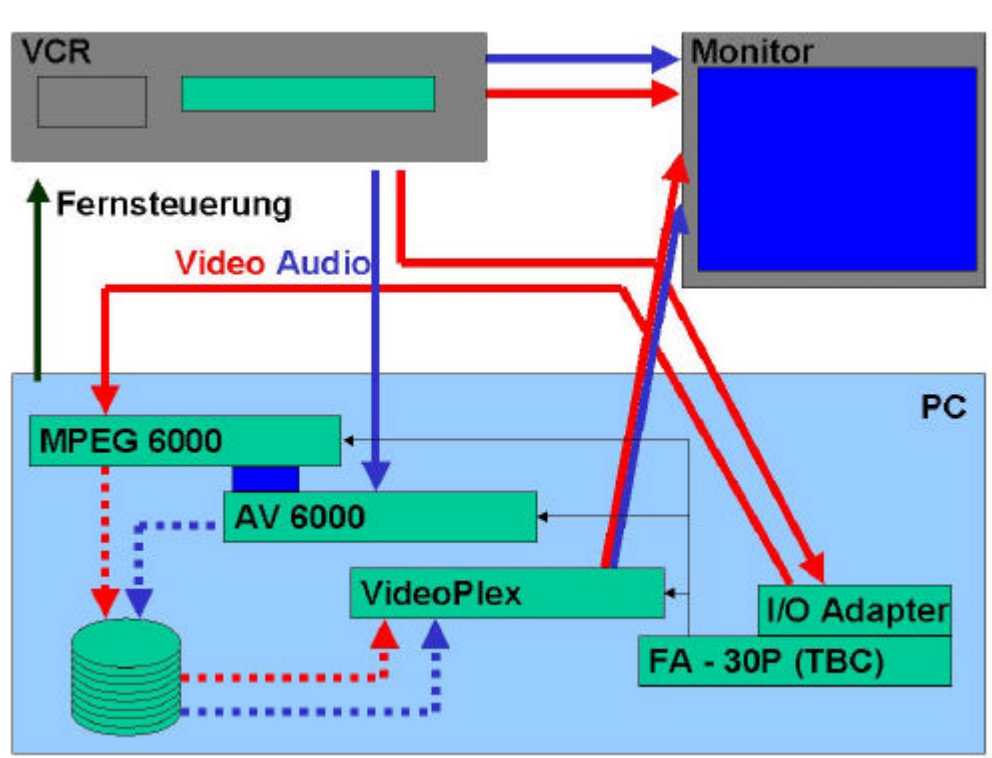 VCR
Monitor
Fernsteuerung
Video Audio
PC
MPEG 6000
AV 6000
VideoPlex
I/O Adapter
FA - 30P (TBC)